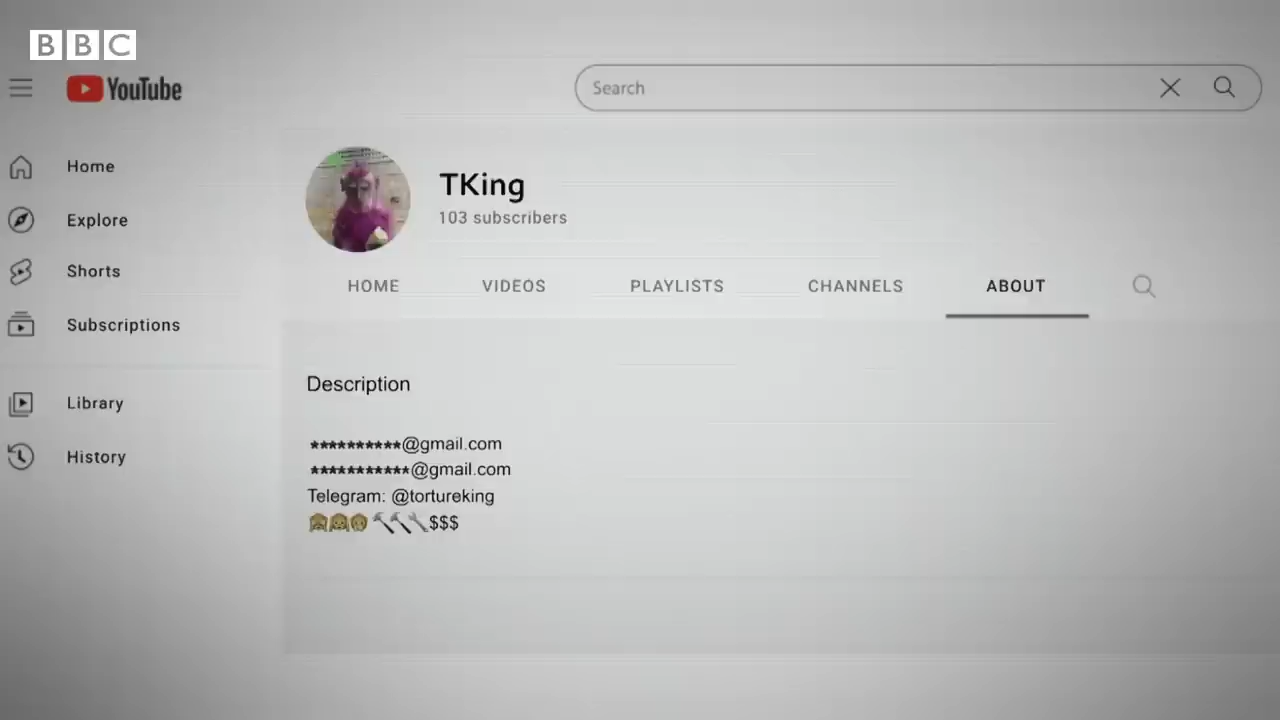 BBC
YouTube
Search
Home
Explore
Shorts
Subscriptions
Library
History
TKing
103 subscribers
HOME VIDEOS PLAYLISTS CHANNELS ABOUT
Description
**********@gmail.com
***********@gmail.com
Telegram: @tortureking
🙈🙉🙊🔨🔨🔧$$$